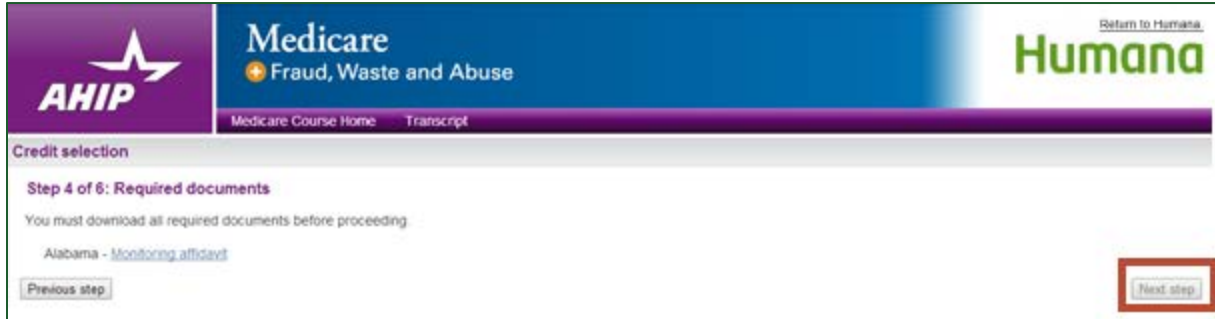 AHIP
Medicare
Fraud, Waste and Abuse
Return to Humana
Humana
Medicare Course Home Transcript
Credit selection
Step 4 of 6: Required documents
You must download all required documents before proceeding.
Alabama - Monitoring affidavit
Previous step
Next step